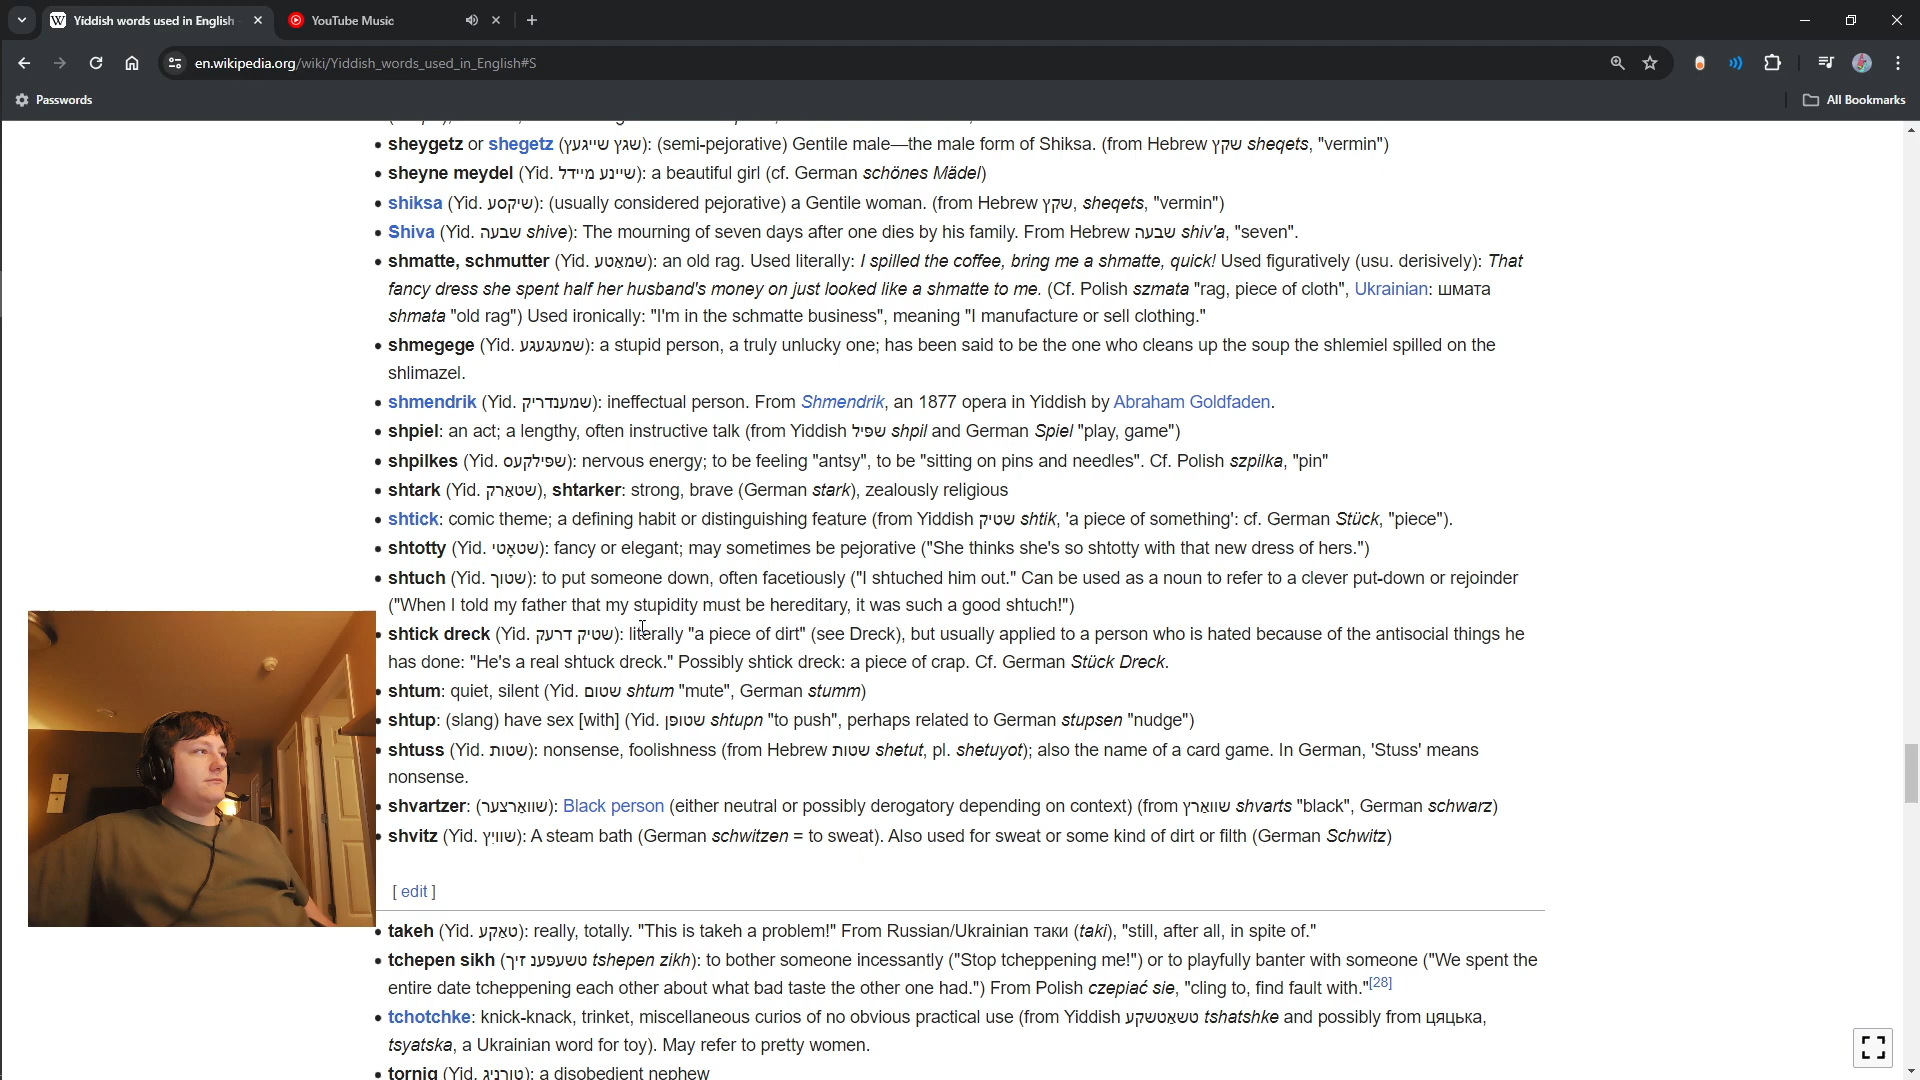 Yiddish words used in English
YouTube Music
en.wikipedia.org/wiki/Yiddish_words_used_in_English#S
Passwords
All Bookmarks
• sheygetz or shegetz (שגץ שייגעץ): (semi-pejorative) Gentile male—the male form of Shiksa. (from Hebrew שקץ sheqets, "vermin")
• sheyne meydel (Yid. שיינע מיידל): a beautiful girl (cf. German schönes Mädel)
• shiksa (Yid. שיקסע): (usually considered pejorative) a Gentile woman. (from Hebrew שקץ, sheqets, "vermin")
• Shiva (Yid. שבעה shive): The mourning of seven days after one dies by his family. From Hebrew שבעה shiv'a, "seven".
• shmatte, schmutter (Yid. שמאַטע): an old rag. Used literally: I spilled the coffee, bring me a shmatte, quick! Used figuratively (usu. derisively): That
fancy dress she spent half her husband's money on just looked like a shmatte to me. (Cf. Polish szmata "rag, piece of cloth", Ukrainian: шмата
shmata "old rag") Used ironically: "I'm in the schmatte business", meaning "I manufacture or sell clothing."
• shmegege (Yid. שמעגעגע): a stupid person, a truly unlucky one; has been said to be the one who cleans up the soup the shlemiel spilled on the
shlimazel.
• shmendrik (Yid. שמענדריק): ineffectual person. From Shmendrik, an 1877 opera in Yiddish by Abraham Goldfaden.
• shpiel: an act; a lengthy, often instructive talk (from Yiddish שפּיל shpil and German Spiel "play, game")
• shpilkes (Yid. שפּילקעס): nervous energy; to be feeling "antsy", to be "sitting on pins and needles". Cf. Polish szpilka, "pin"
• shtark (Yid. שטאַרק), shtarker: strong, brave (German stark), zealously religious
• shtick: comic theme; a defining habit or distinguishing feature (from Yiddish שטיק shtik, 'a piece of something': cf. German Stück, "piece").
• shtotty (Yid. שטאָטי): fancy or elegant; may sometimes be pejorative ("She thinks she's so shtotty with that new dress of hers.")
• shtuch (Yid. שטוך): to put someone down, often facetiously ("I shtuched him out." Can be used as a noun to refer to a clever put-down or rejoinder
("When I told my father that my stupidity must be hereditary, it was such a good shtuch!")
• shtick dreck (Yid. שטיק דרעק): literally "a piece of dirt" (see Dreck), but usually applied to a person who is hated because of the antisocial things he
has done: "He's a real shtuck dreck." Possibly shtick dreck: a piece of crap. Cf. German Stück Dreck.
• shtum: quiet, silent (Yid. שטום shtum "mute", German stumm)
• shtup: (slang) have sex [with] (Yid. שטופּן shtupn "to push", perhaps related to German stupsen "nudge")
• shtuss (Yid. שטות): nonsense, foolishness (from Hebrew שטות shetut, pl. shetuyot); also the name of a card game. In German, 'Stuss' means
nonsense.
• shvartzer: (שוואַרצער): Black person (either neutral or possibly derogatory depending on context) (from שוואַרץ shvarts "black", German schwarz)
• shvitz (Yid. שוויץ): A steam bath (German schwitzen = to sweat). Also used for sweat or some kind of dirt or filth (German Schwitz)
[ edit ]
• takeh (Yid. טאַקע): really, totally. "This is takeh a problem!" From Russian/Ukrainian таки (taki), "still, after all, in spite of."
• tchepen sikh (טשעפּען זיך tshepen zikh): to bother someone incessantly ("Stop tcheppening me!") or to playfully banter with someone ("We spent the
entire date tcheppening each other about what bad taste the other one had.") From Polish czepiać sie, "cling to, find fault with."[28]
• tchotchke: knick-knack, trinket, miscellaneous curios of no obvious practical use (from Yiddish טשאַטשקע tshatshke and possibly from цяцька,
tsyatska, a Ukrainian word for toy). May refer to pretty women.
• tornig (Yid. טורניג): a disobedient nephew